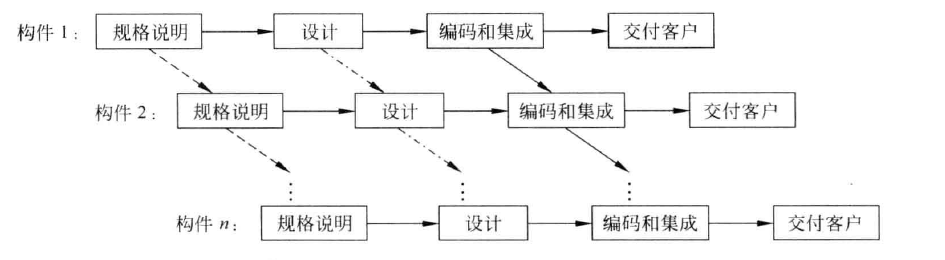 构件 1： 规格说明 设计 编码和集成 交付客户
构件 2： 规格说明 设计 编码和集成 交付客户
⋮ ⋮ ⋮
构件 n： 规格说明 设计 编码和集成 交付客户